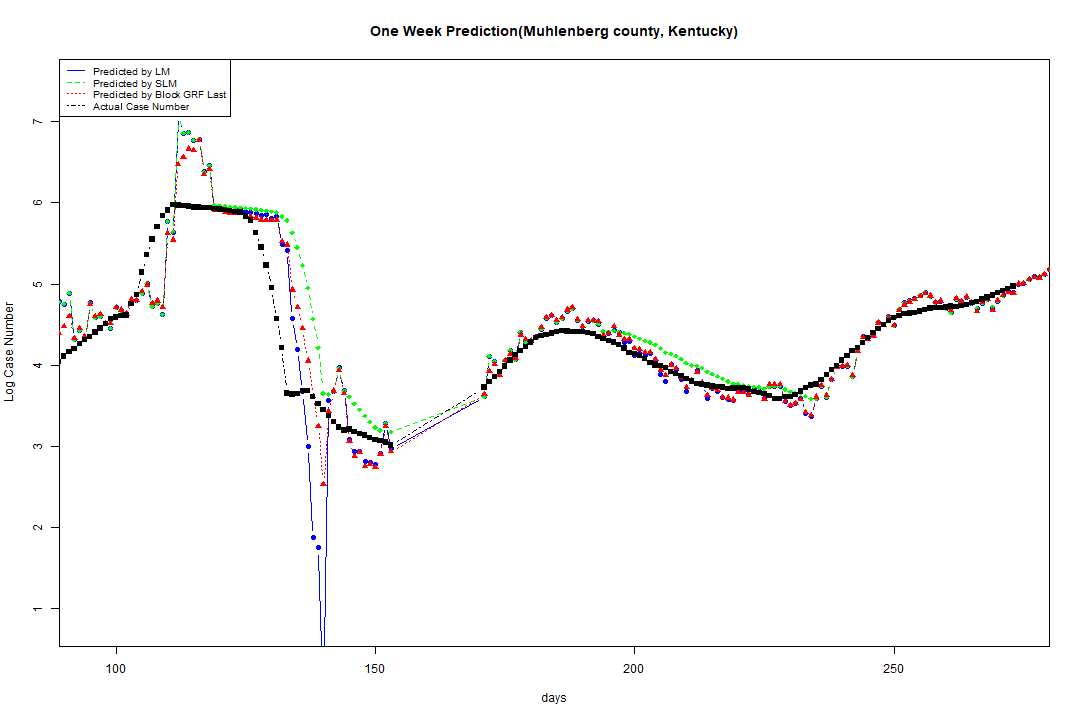 One Week Prediction(Muhlenberg county, Kentucky)
Predicted by LM
Predicted by SLM
Predicted by Block GRF Last
Actual Case Number
7
6
5
4
3
2
1
Log Case Number
100 150 200 250
days